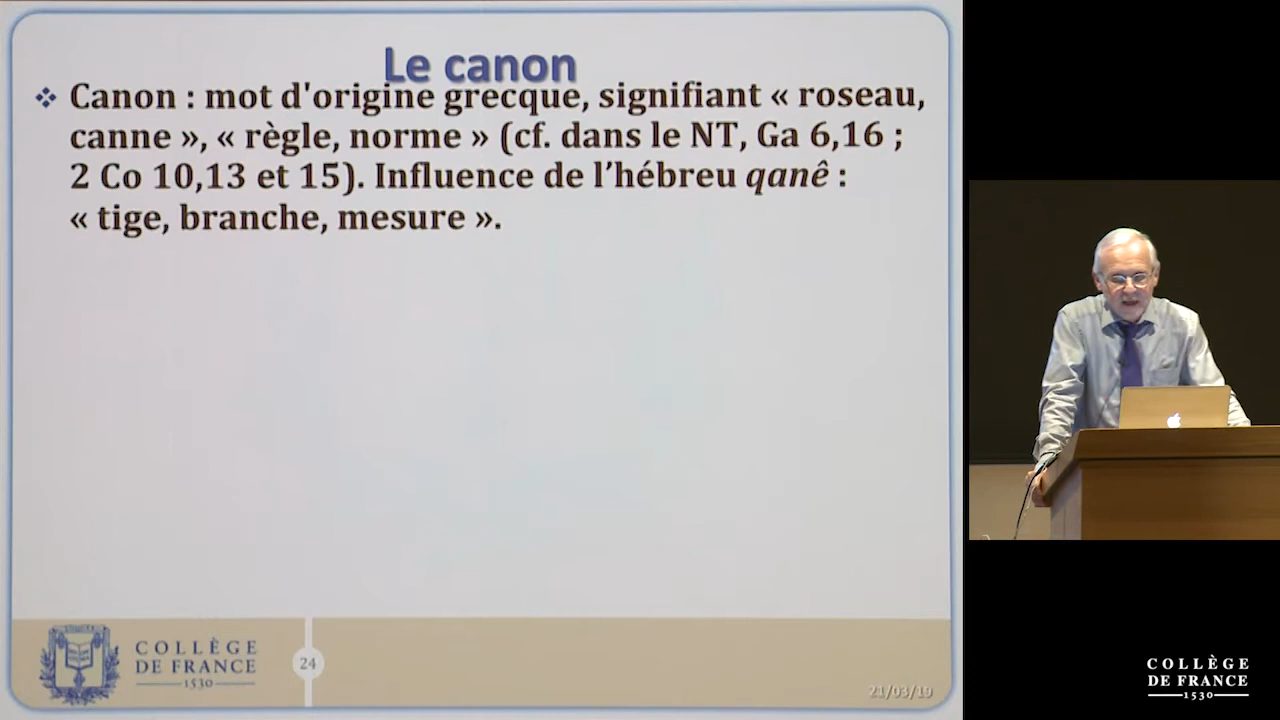 Le canon
❖ Canon : mot d'origine grecque, signifiant « roseau,
canne », « règle, norme » (cf. dans le NT, Ga 6,16 ;
2 Co 10,13 et 15). Influence de l’hébreu qanê :
« tige, branche, mesure ».
COLLÈGE
DE FRANCE
1530
24
21/03/19
COLLÈGE
DE FRANCE
1530